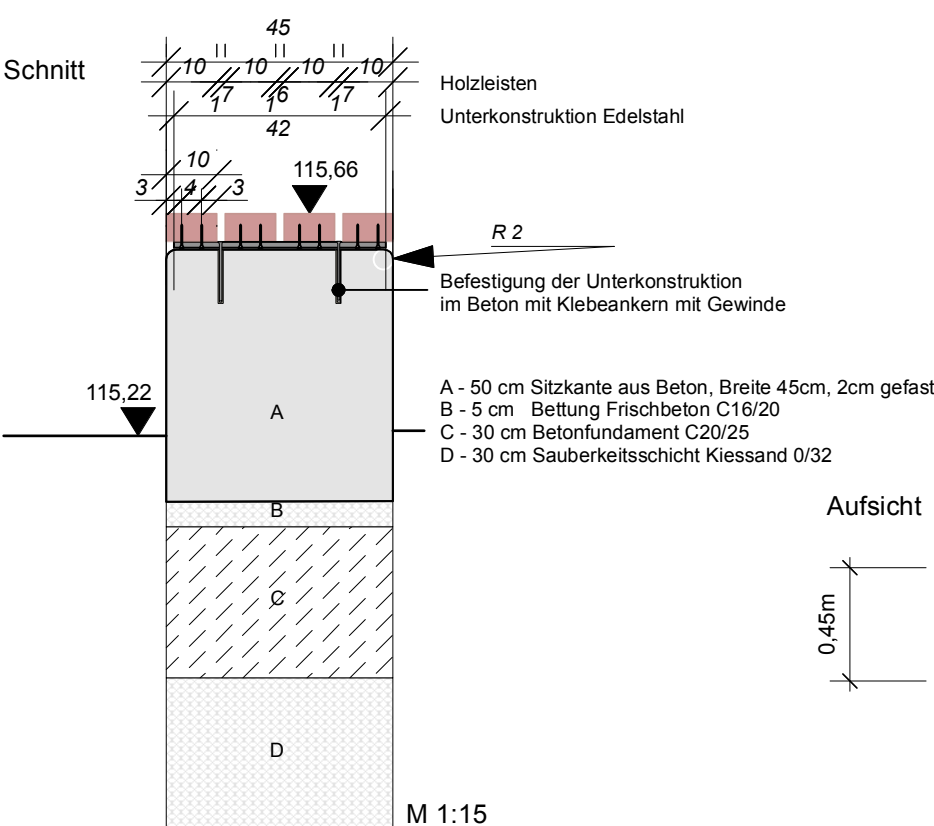 Schnitt
45
10 10 10 10
1⁷ 1⁶ 1⁷
Holzleisten
42
Unterkonstruktion Edelstahl
10
3 4 3
115,66
R 2
Befestigung der Unterkonstruktion
im Beton mit Klebeankern mit Gewinde
115,22
A
A - 50 cm Sitzkante aus Beton, Breite 45cm, 2cm gefast
B - 5 cm Bettung Frischbeton C16/20
C - 30 cm Betonfundament C20/25
D - 30 cm Sauberkeitsschicht Kiessand 0/32
B
Aufsicht
C
0,45m
D
M 1:15